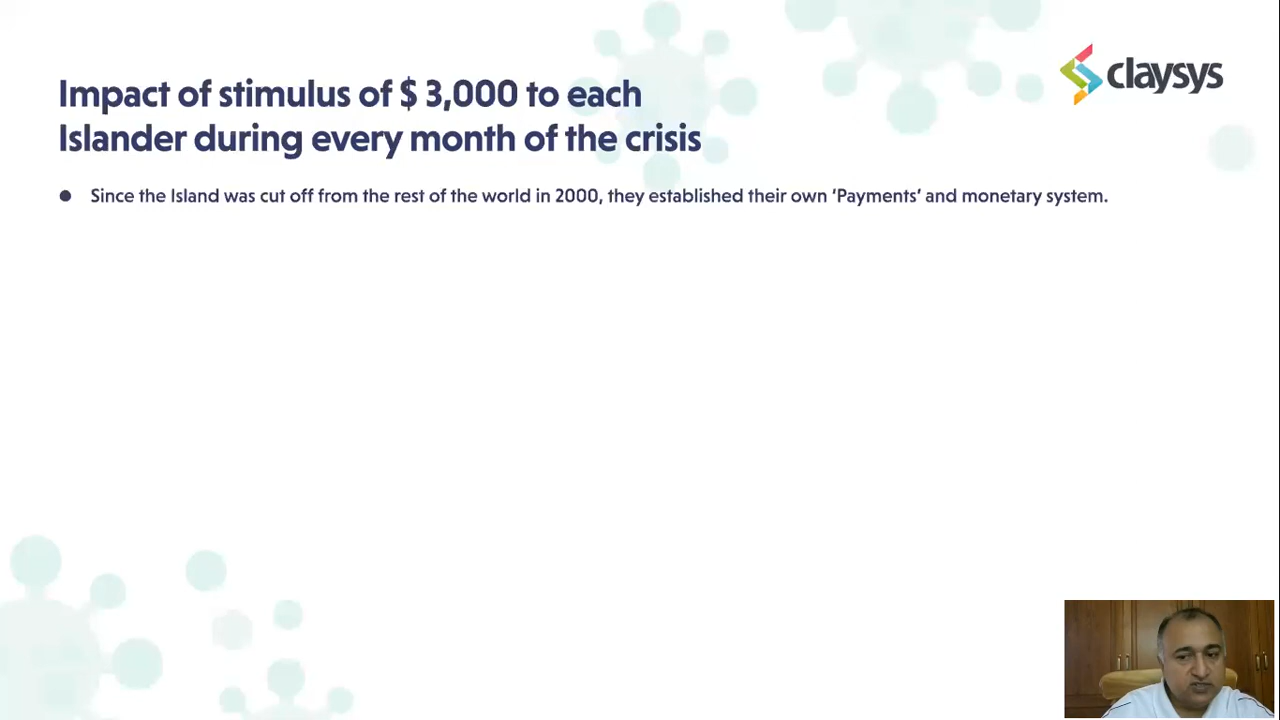 claysys
Impact of stimulus of $ 3,000 to each
Islander during every month of the crisis
● Since the Island was cut off from the rest of the world in 2000, they established their own ‘Payments’ and monetary system.